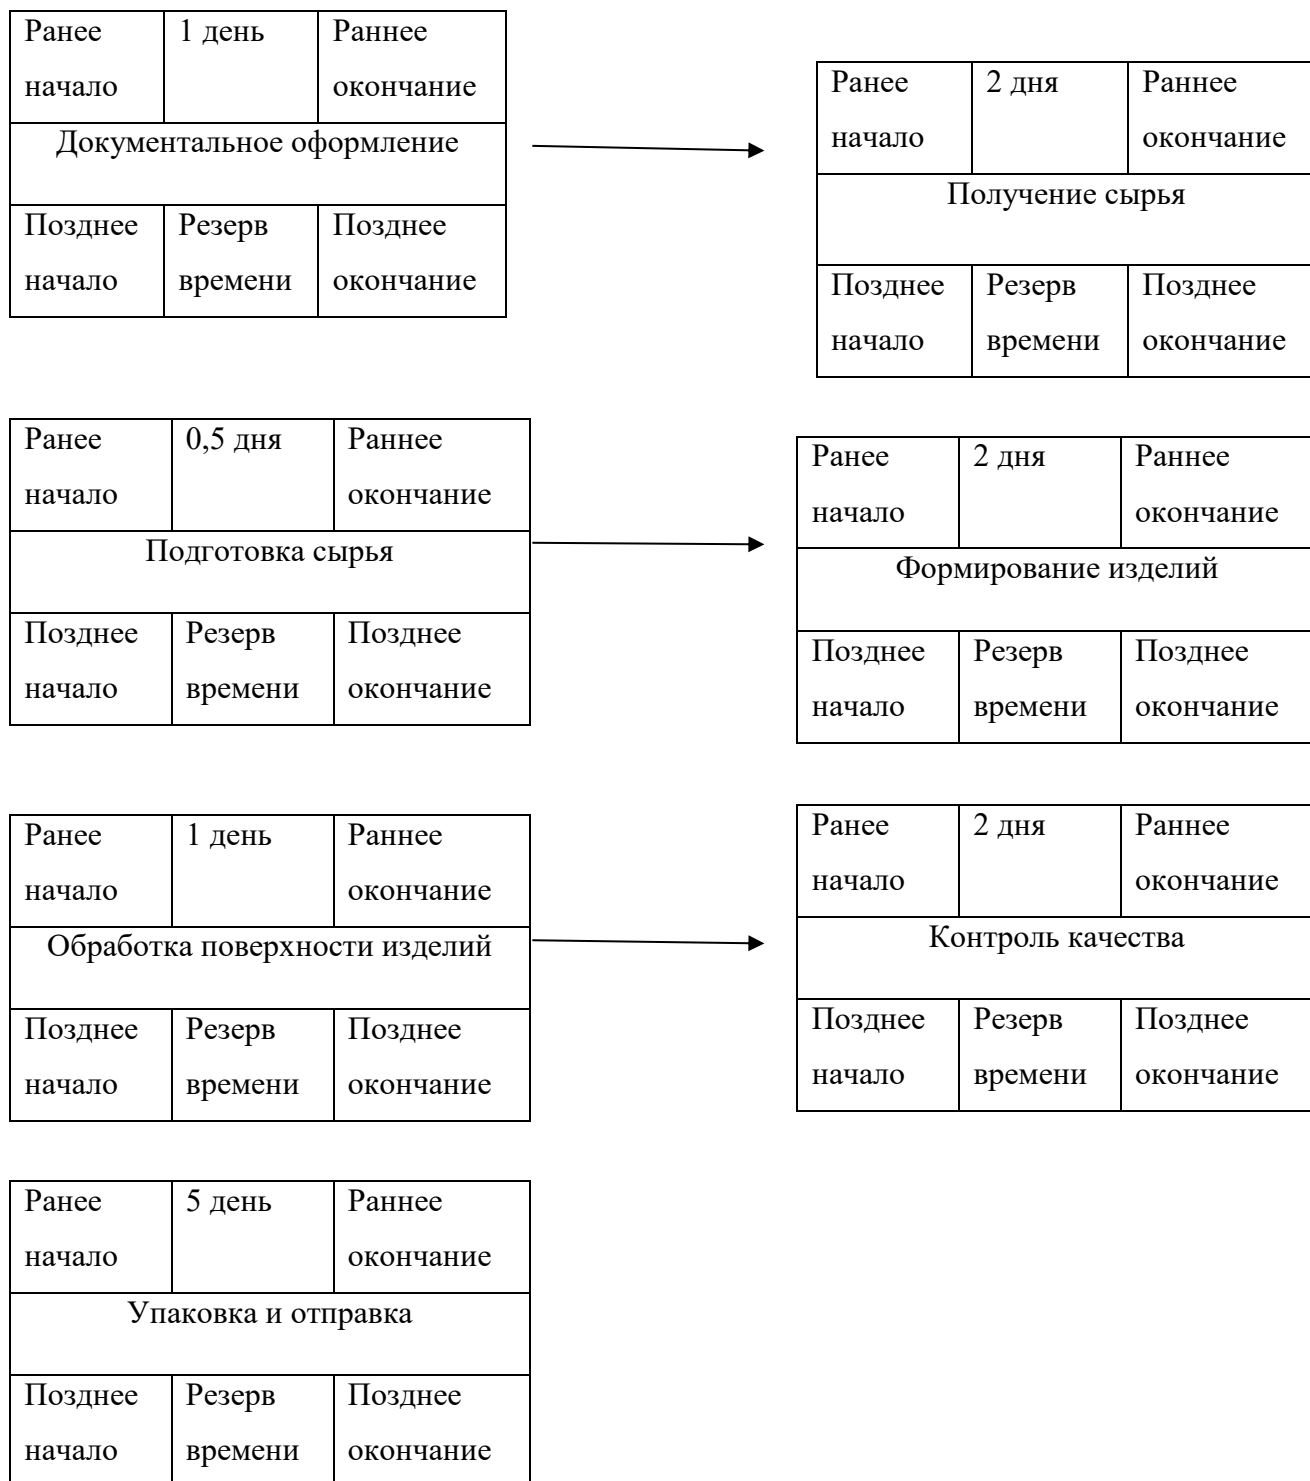 Ранее 1 день Раннее
начало окончание
Документальное оформление
Позднее Резерв Позднее
начало времени окончание
Ранее 2 дня Раннее
начало окончание
Получение сырья
Позднее Резерв Позднее
начало времени окончание
Ранее 0,5 дня Раннее
начало окончание
Подготовка сырья
Позднее Резерв Позднее
начало времени окончание
Ранее 2 дня Раннее
начало окончание
Формирование изделий
Позднее Резерв Позднее
начало времени окончание
Ранее 1 день Раннее
начало окончание
Обработка поверхности изделий
Позднее Резерв Позднее
начало времени окончание
Ранее 2 дня Раннее
начало окончание
Контроль качества
Позднее Резерв Позднее
начало времени окончание
Ранее 5 день Раннее
начало окончание
Упаковка и отправка
Позднее Резерв Позднее
начало времени окончание